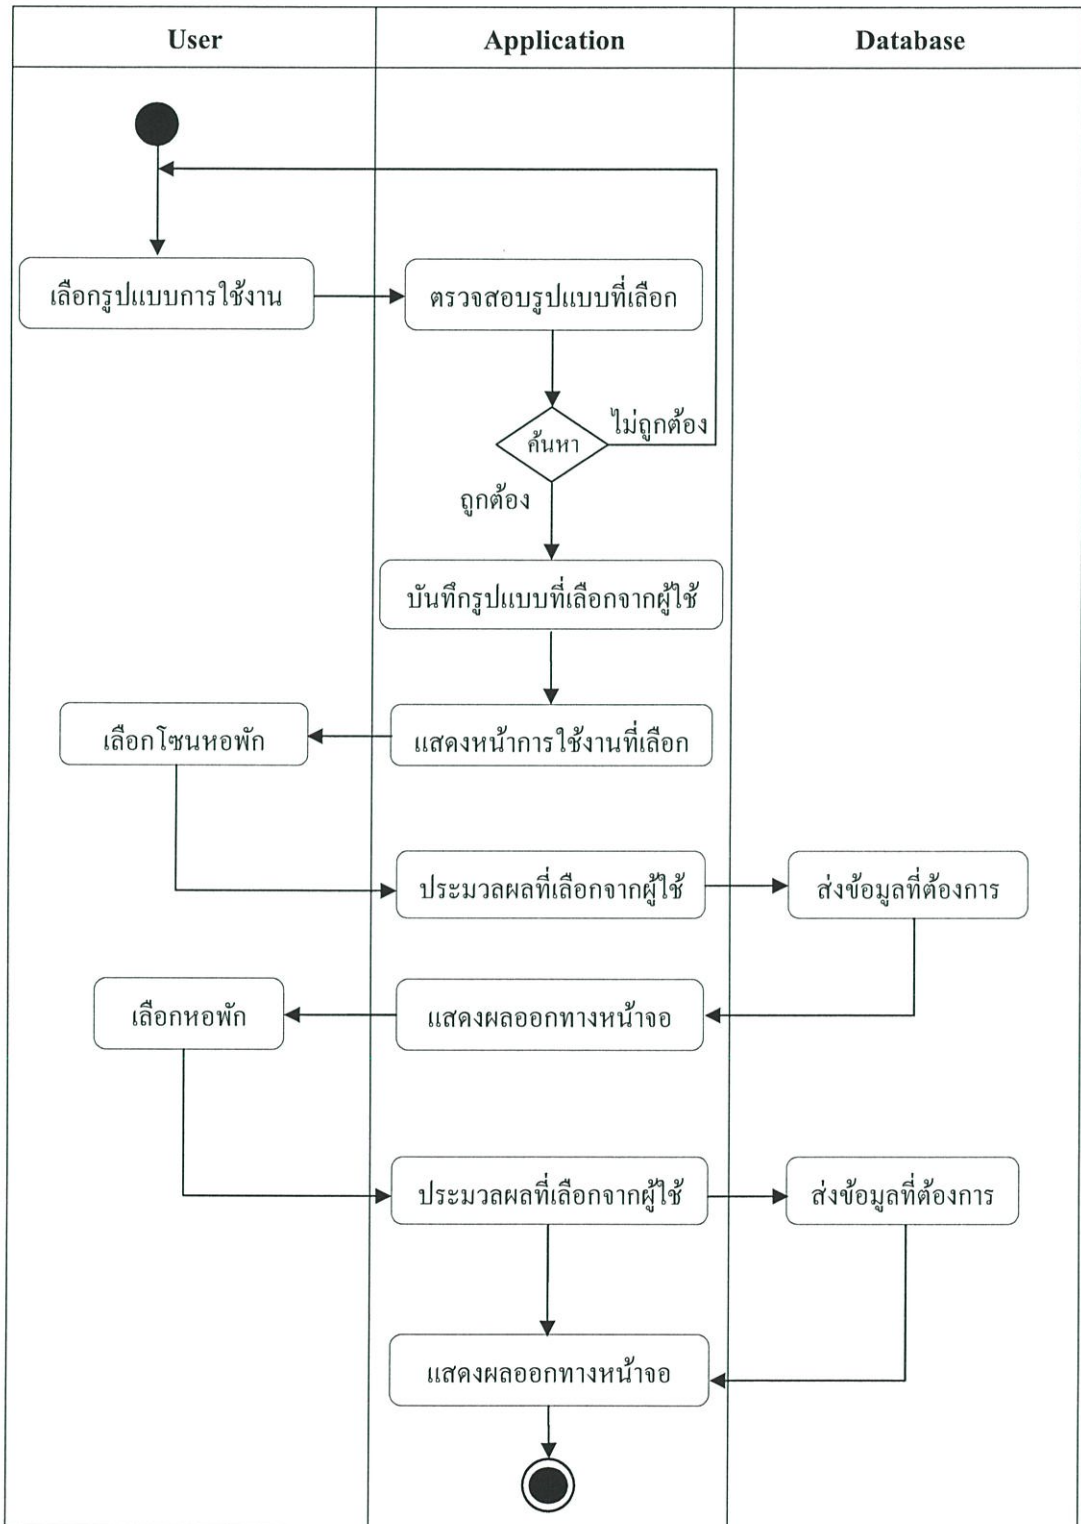 User
Application
Database
เลือกรูปแบบการใช้งาน
ตรวจสอบรูปแบบที่เลือก
ค้นหา
ไม่ถูกต้อง
ถูกต้อง
บันทึกรูปแบบที่เลือกจากผู้ใช้
เลือกโซนหอพัก
แสดงหน้าการใช้งานที่เลือก
ประมวลผลที่เลือกจากผู้ใช้
ส่งข้อมูลที่ต้องการ
เลือกหอพัก
แสดงผลออกทางหน้าจอ
ประมวลผลที่เลือกจากผู้ใช้
ส่งข้อมูลที่ต้องการ
แสดงผลออกทางหน้าจอ